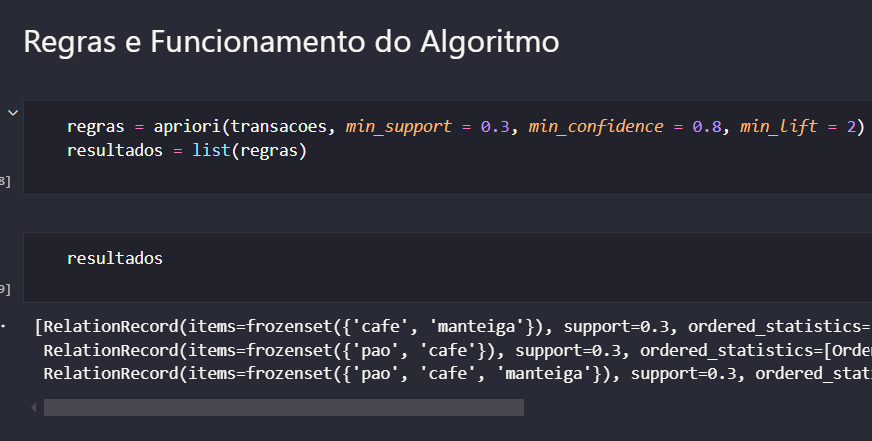 Regras e Funcionamento do Algoritmo
regras = apriori(transacoes, min_support = 0.3, min_confidence = 0.8, min_lift = 2)
resultados = list(regras)
8]
resultados
9]
[RelationRecord(items=frozenset({'cafe', 'manteiga'}), support=0.3, ordered_statistics=
RelationRecord(items=frozenset({'pao', 'cafe'}), support=0.3, ordered_statistics=[Orde
RelationRecord(items=frozenset({'pao', 'cafe', 'manteiga'}), support=0.3, ordered_stati